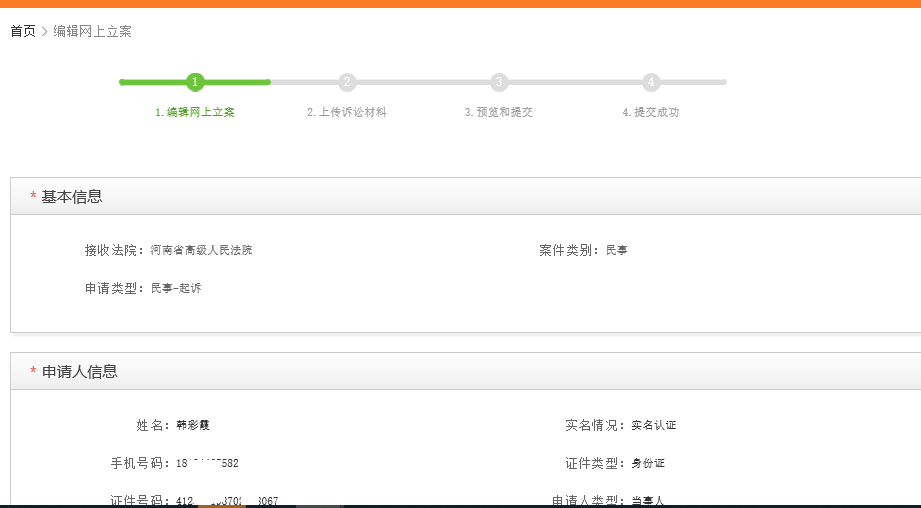 首页 > 编辑网上立案
1 2 3 4
1.编辑网上立案 2.上传诉讼材料 3.预览和提交 4.提交成功
* 基本信息
接收法院: 河南省高级人民法院 案件类别: 民事
申请类型: 民事-起诉
* 申请人信息
姓名: 韩彩霞 实名情况: 实名认证
手机号码: 18 582 证件类型: 身份证
证件号码: 412 3702 3067 申请人类型: 当事人